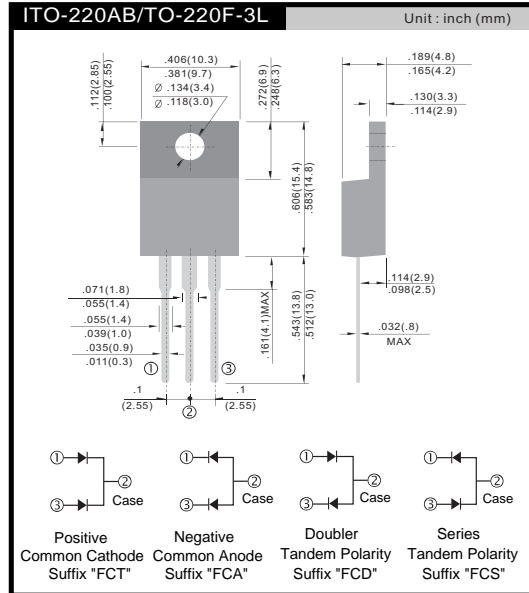 ITO-220AB/TO-220F-3L
Unit : inch (mm)
.406(10.3)
.381(9.7)
Ø .134(3.4)
Ø .118(3.0)
.112(2.85)
.100(2.55)
.272(6.9)
.248(6.3)
.189(4.8)
.165(4.2)
.130(3.3)
.114(2.9)
.606(15.4)
.583(14.8)
.071(1.8)
.055(1.4)
.055(1.4)
.039(1.0)
.035(0.9)
.011(0.3)
.161(4.1)MAX
.543(13.8)
.512(13.0)
.114(2.9)
.098(2.5)
.032(.8)
MAX
①
③
.1
(2.55)
②
.1
(2.55)
①
②
③
Case
Positive
Common Cathode
Suffix "FCT"
①
②
③
Case
Negative
Common Anode
Suffix "FCA"
①
②
③
Case
Doubler
Tandem Polarity
Suffix "FCD"
①
②
③
Case
Series
Tandem Polarity
Suffix "FCS"